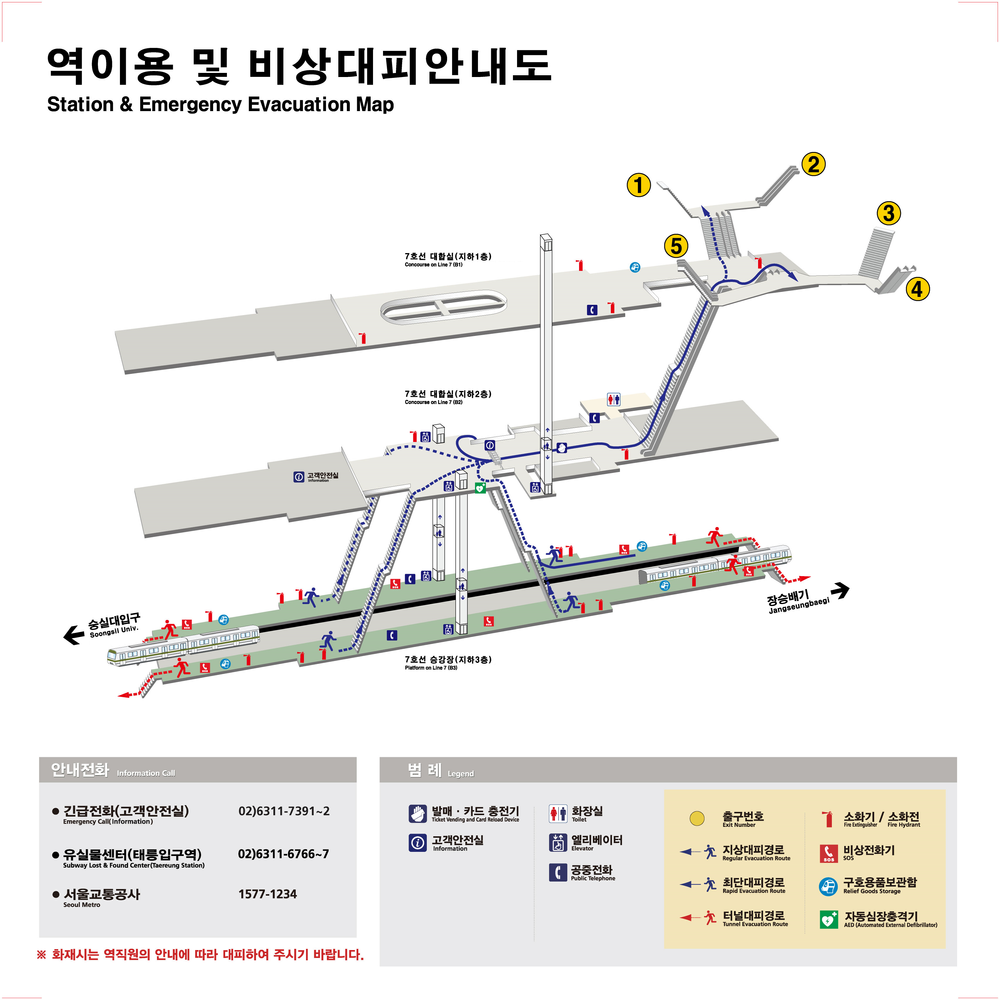 역이용 및 비상대피안내도
Station & Emergency Evacuation Map
1
2
3
4
5
7호선 대합실(지하1층)
Concourse on Line 7 (B1)
7호선 대합실(지하2층)
Concourse on Line 7 (B2)
고객안전실
Information
숭실대입구
Soongsil Univ.
장승배기
Jangseungbaegi
7호선 승강장(지하3층)
Platform on Line 7 (B3)
안내전화 Information Call
긴급전화(고객안전실) 02)6311-7391~2
Emergency Call(Information)
유실물센터(태릉입구역) 02)6311-6766~7
Subway Lost & Found Center(Taereung Station)
서울교통공사 1577-1234
Seoul Metro
※ 화재시는 역직원의 안내에 따라 대피하여 주시기 바랍니다.
범 례 Legend
발매 · 카드 충전기
Ticket Vending and Card Reload Device
고객안전실
Information
화장실
Toilet
엘리베이터
Elevator
공중전화
Public Telephone
출구번호
Exit Number
지상대피경로
Regular Evacuation Route
최단대피경로
Rapid Evacuation Route
터널대피경로
Tunnel Evacuation Route
소화기 / 소화전
Fire Extinguisher Fire Hydrant
SOS
비상전화기
SOS
구호용품보관함
Relief Goods Storage
자동심장충격기
AED (Automated External Defibrillator)